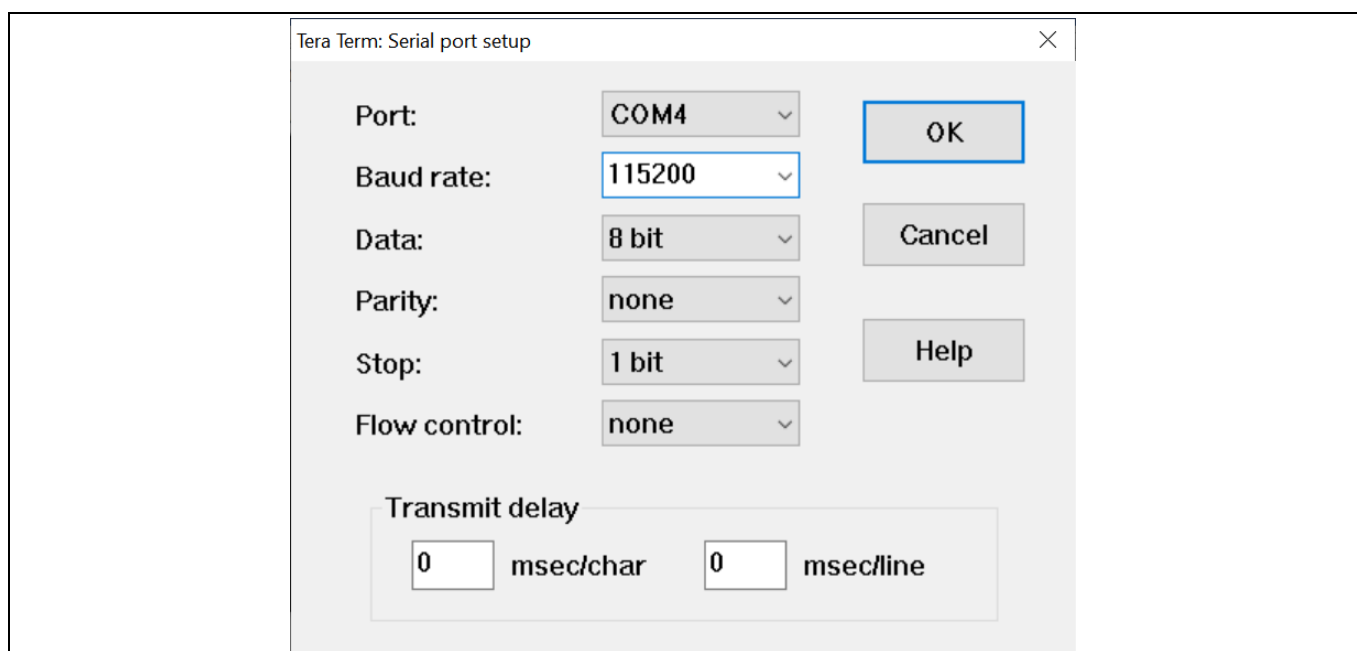 Tera Term: Serial port setup
Port: COM4 OK
Baud rate: 115200
Data: 8 bit Cancel
Parity: none
Stop: 1 bit Help
Flow control: none
Transmit delay
0 msec/char 0 msec/line